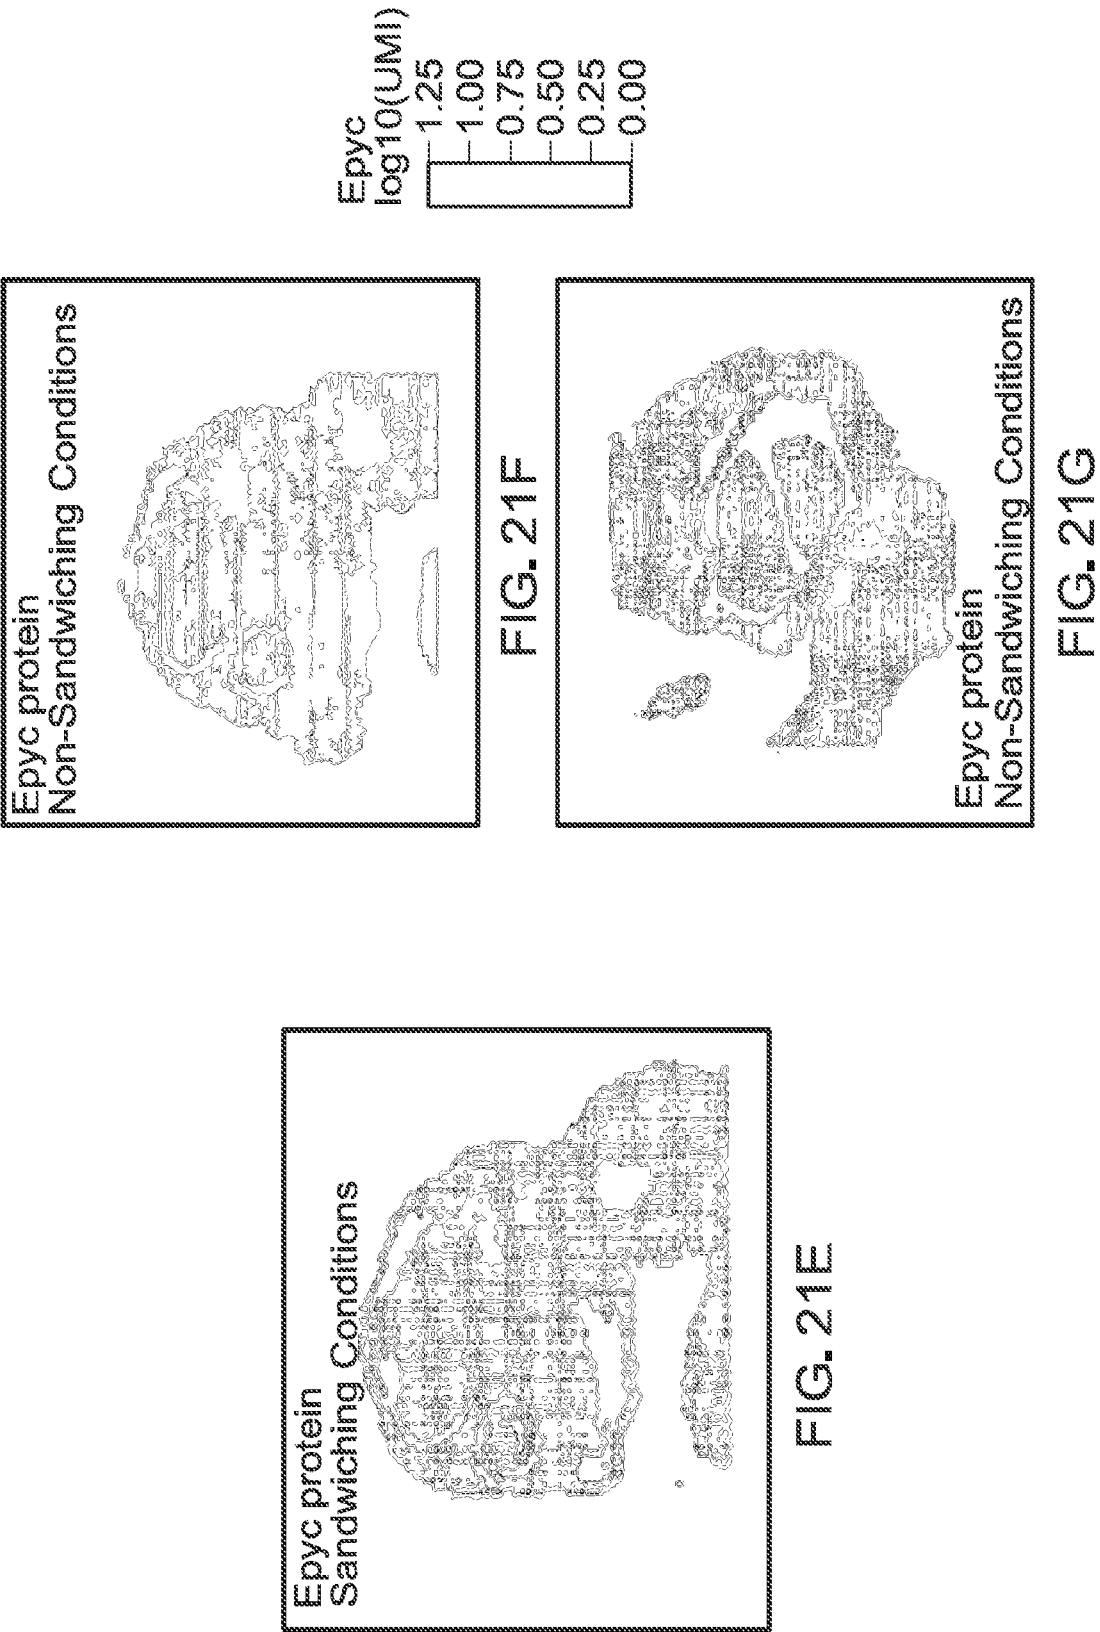 Epyc protein
Sandwiching Conditions
FIG. 21E
Epyc protein
Non-Sandwiching Conditions
FIG. 21F
Epyc protein
Non-Sandwiching Conditions
FIG. 21G
Epyc
log10(UMI)
1.25
1.00
0.75
0.50
0.25
0.00